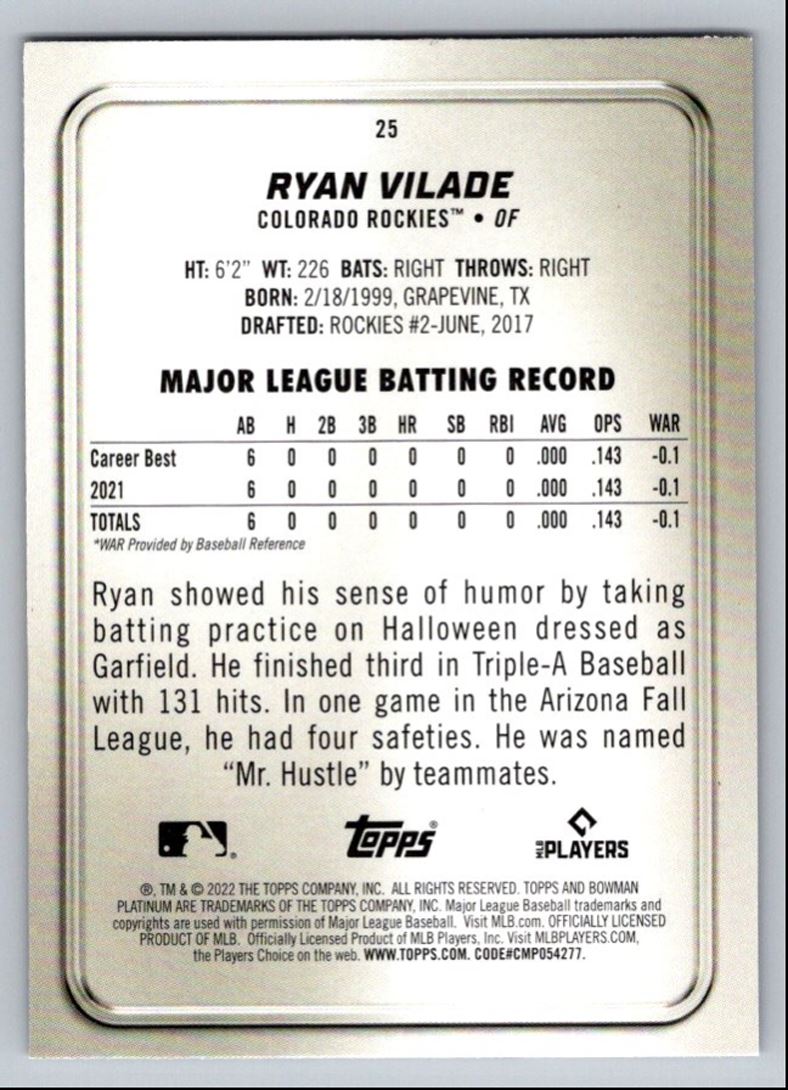 25
RYAN VILADE
COLORADO ROCKIES™ • OF
HT: 6'2" WT: 226 BATS: RIGHT THROWS: RIGHT
BORN: 2/18/1999, GRAPEVINE, TX
DRAFTED: ROCKIES #2-JUNE, 2017
MAJOR LEAGUE BATTING RECORD
AB H 2B 3B HR SB RBI AVG OPS WAR
Career Best 6 0 0 0 0 0 0 .000 .143 -0.1
2021 6 0 0 0 0 0 0 .000 .143 -0.1
TOTALS 6 0 0 0 0 0 0 .000 .143 -0.1
*WAR Provided by Baseball Reference
Ryan showed his sense of humor by taking
batting practice on Halloween dressed as
Garfield. He finished third in Triple-A Baseball
with 131 hits. In one game in the Arizona Fall
League, he had four safeties. He was named
“Mr. Hustle” by teammates.
®
topps®
MLB PLAYERS
®, TM & © 2022 THE TOPPS COMPANY, INC. ALL RIGHTS RESERVED. TOPPS AND BOWMAN
PLATINUM ARE TRADEMARKS OF THE TOPPS COMPANY, INC. Major League Baseball trademarks and
copyrights are used with permission of Major League Baseball. Visit MLB.com. OFFICIALLY LICENSED
PRODUCT OF MLB. Officially Licensed Product of MLB Players, Inc. Visit MLBPLAYERS.COM,
the Players Choice on the web. WWW.TOPPS.COM. CODE#CMP054277.